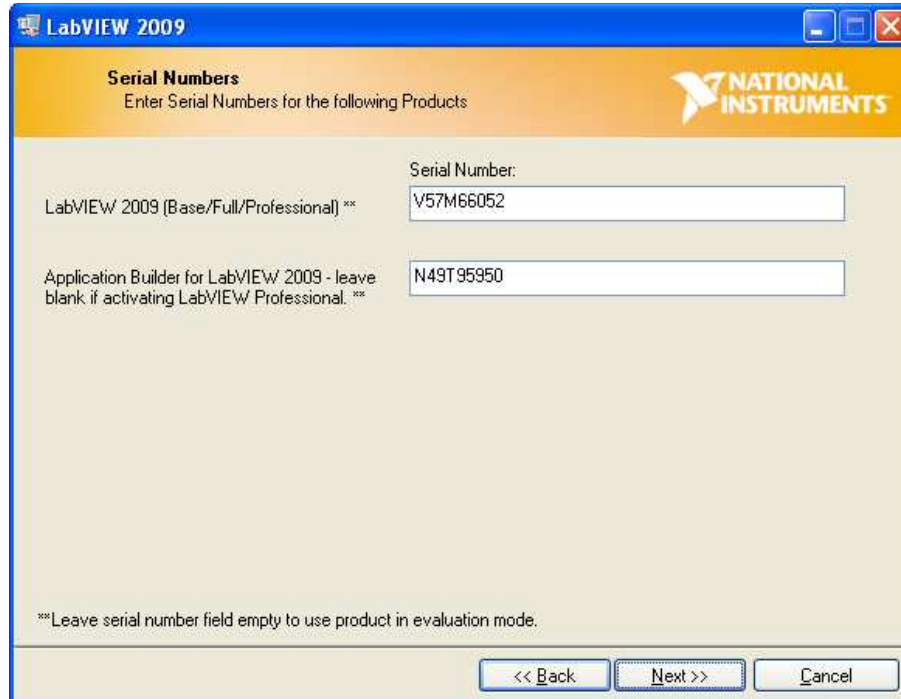 LabVIEW 2009
Serial Numbers
Enter Serial Numbers for the following Products
NATIONAL
INSTRUMENTS
Serial Number:
LabVIEW 2009 (Base/Full/Professional) **
V57M66052
Application Builder for LabVIEW 2009 - leave
blank if activating LabVIEW Professional. **
N49T95950
**Leave serial number field empty to use product in evaluation mode.
<< Back
Next >>
Cancel